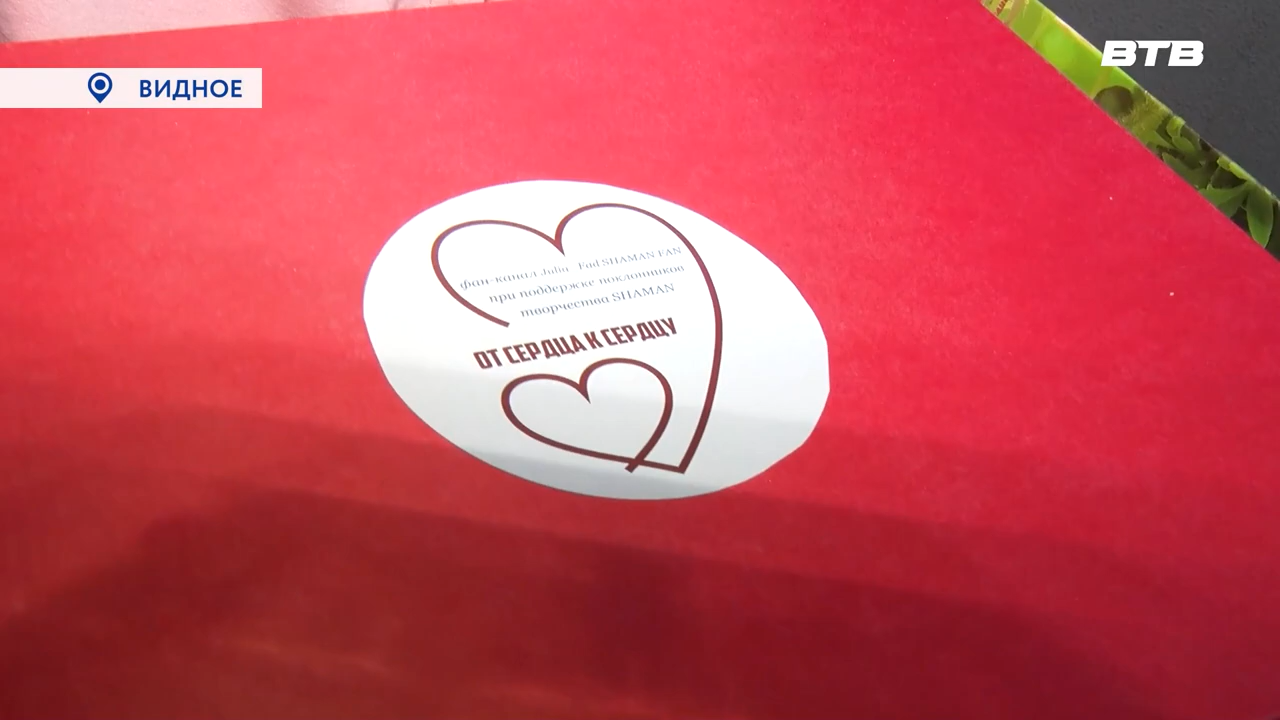 ВТВ
ВИДНОЕ
фан-канал Julia_Fad SHAMAN FAN
при поддержке поклонников
творчества SHAMAN
ОТ СЕРДЦА К СЕРДЦУ